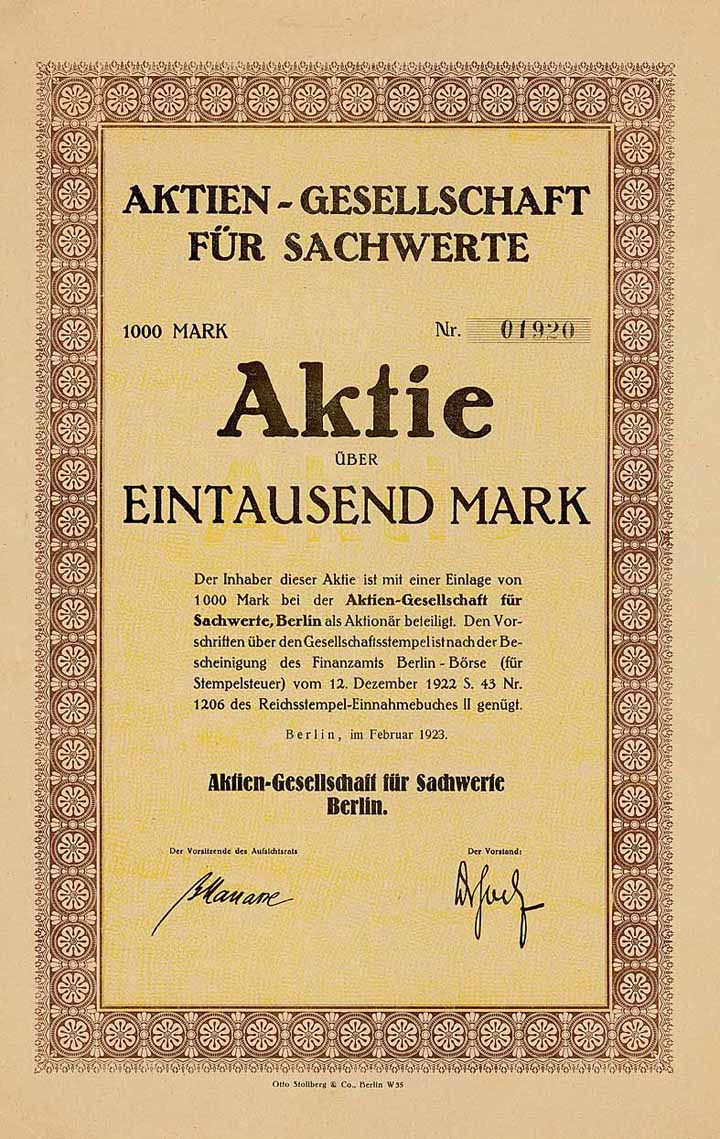 AKTIEN-GESELLSCHAFT
FÜR SACHWERTE
1000 MARK Nr. 01920
Aktie
ÜBER
EINTAUSEND MARK
Der Inhaber dieser Aktie ist mit einer Einlage von
1000 Mark bei der Aktien-Gesellschaft für
Sachwerte, Berlin als Aktionär beteiligt. Den Vor-
schriften über den Gesellschaftsstempel ist nach der Be-
scheinigung des Finanzamts Berlin-Börse (für
Stempelsteuer) vom 12. Dezember 1922 S. 43 Nr.
1206 des Reichsstempel-Einnahmebuches II genügt.
Berlin, im Februar 1923.
Aktien-Gesellschaft für Sachwerte
Berlin.
Der Vorsitzende des Aufsichtsrats Der Vorstand:
Otto Stollberg & Co., Berlin W35